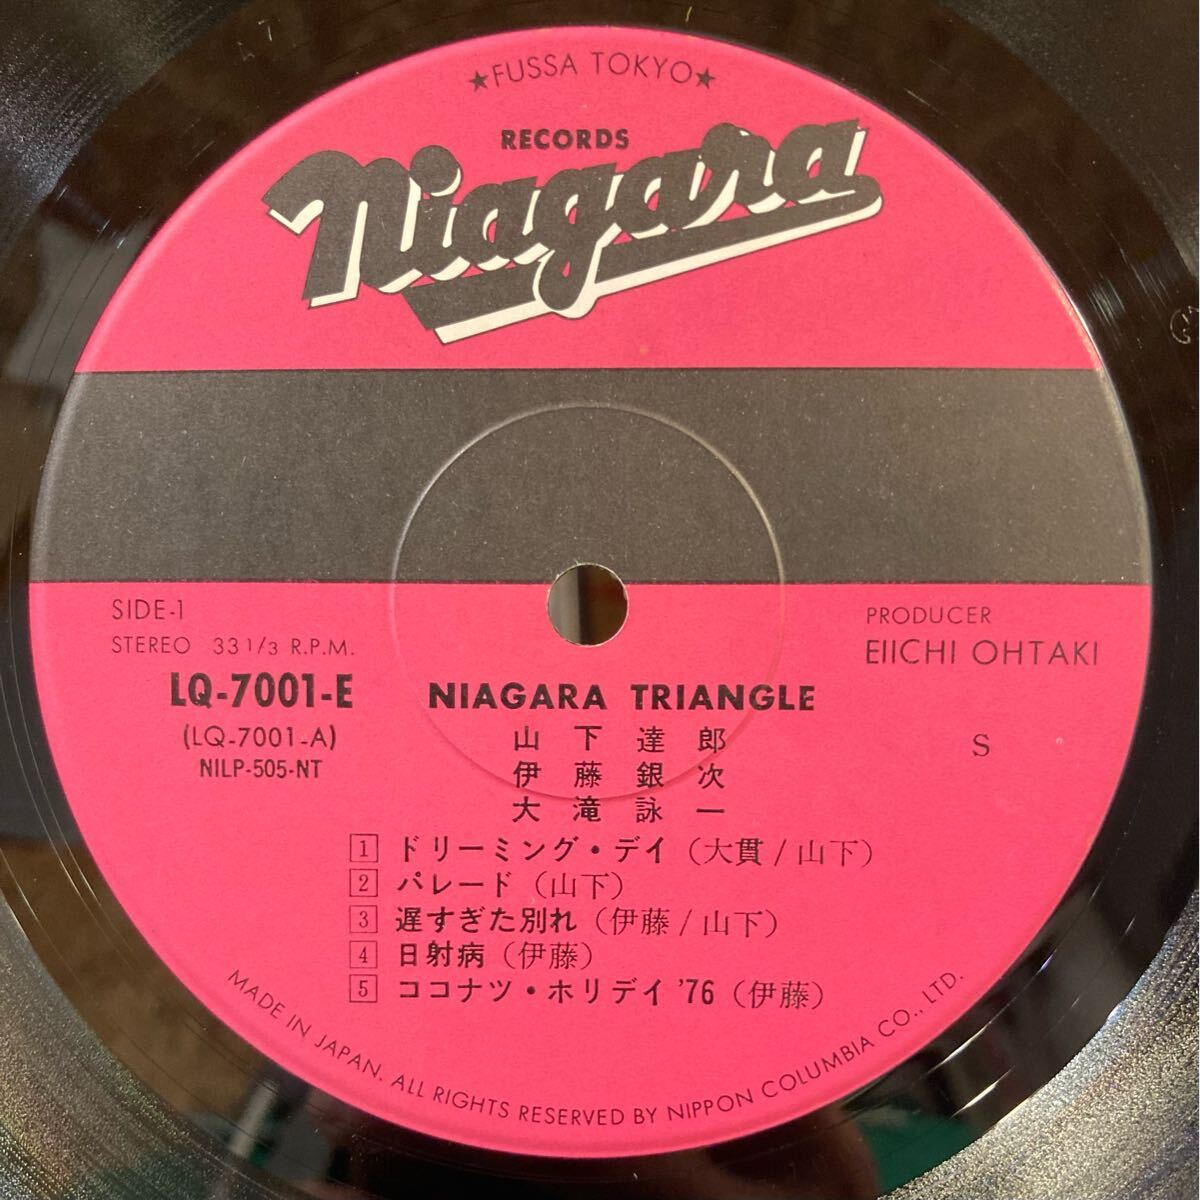 ★FUSSA TOKYO★
RECORDS
Niagara
SIDE-1
STEREO 33 1/3 R.P.M.
LQ-7001-E
(LQ-7001-A)
NILP-505-NT
PRODUCER
EIICHI OHTAKI
NIAGARA TRIANGLE
山下達郎
伊藤銀次
大滝詠一
S
1 ドリーミング・デイ（大貫/山下）
2 パレード（山下）
3 遅すぎた別れ（伊藤/山下）
4 日射病（伊藤）
5 ココナツ・ホリデイ '76（伊藤）
MADE IN JAPAN. ALL RIGHTS RESERVED BY NIPPON COLUMBIA CO., LTD.